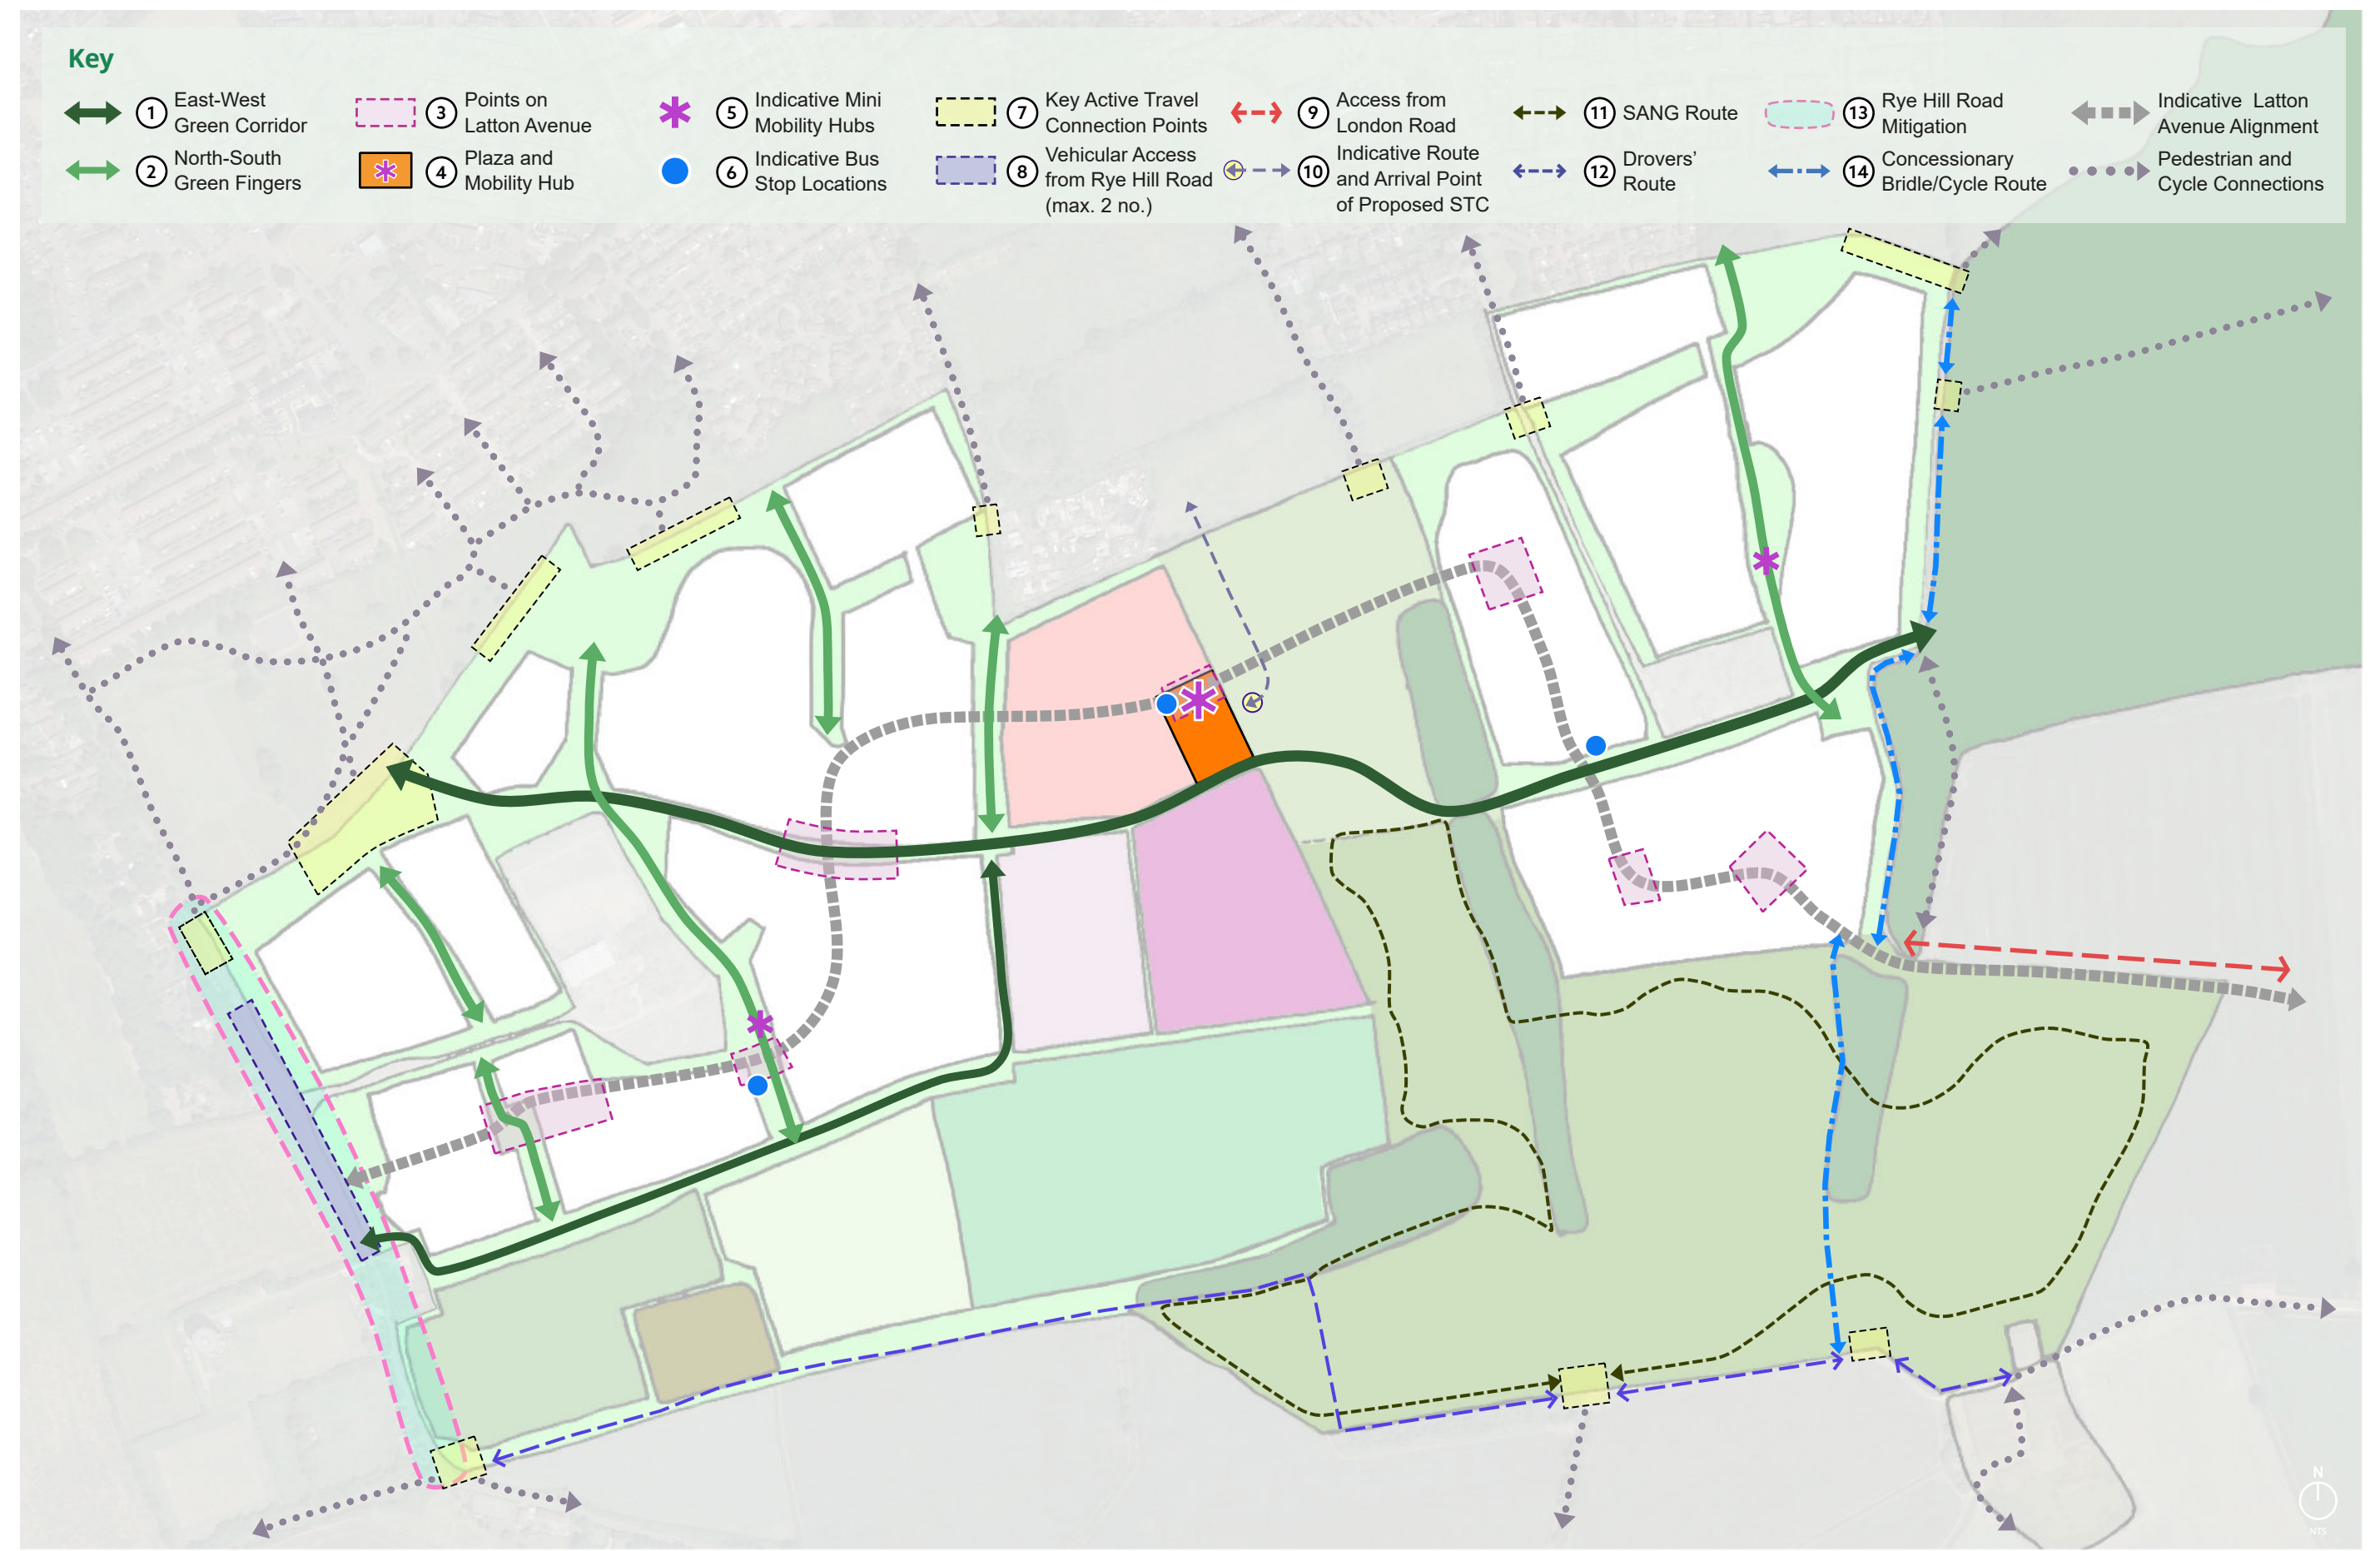 Key
1 East-West
Green Corridor
2 North-South
Green Fingers
3 Points on
Latton Avenue
4 Plaza and
Mobility Hub
5 Indicative Mini
Mobility Hubs
6 Indicative Bus
Stop Locations
7 Key Active Travel
Connection Points
8 Vehicular Access
from Rye Hill Road
(max. 2 no.)
9 Access from
London Road
10 Indicative Route
and Arrival Point
of Proposed STC
11 SANG Route
12 Drovers’
Route
13 Rye Hill Road
Mitigation
14 Concessionary
Bridle/Cycle Route
Indicative Latton
Avenue Alignment
Pedestrian and
Cycle Connections
N
NTS